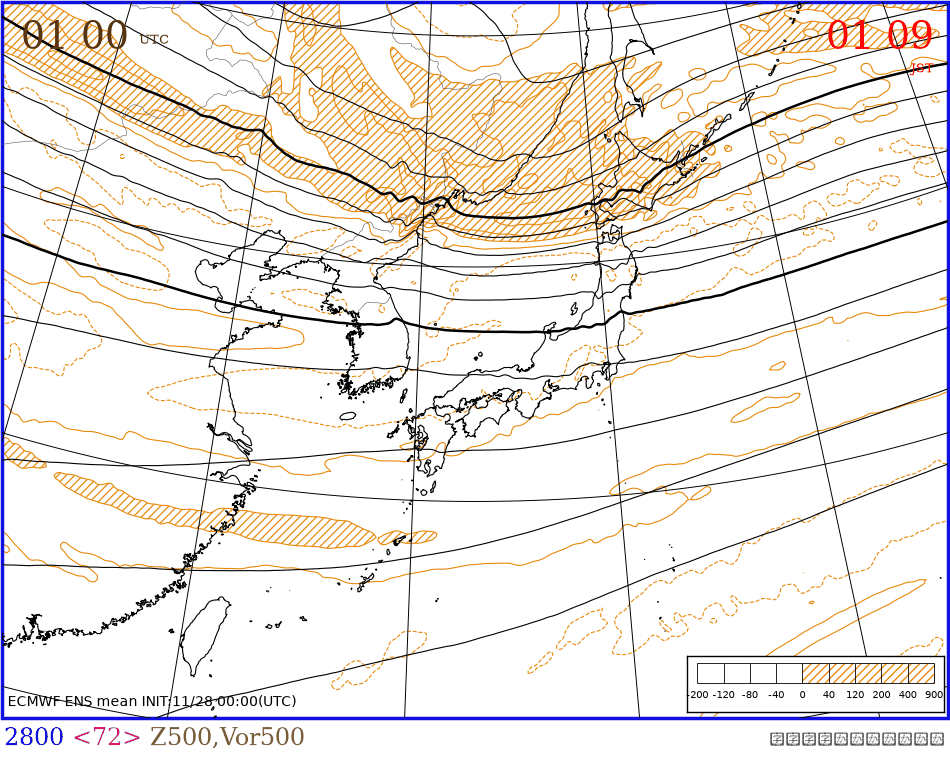 01 00 UTC
01 09
JST
-200 -120 -80 -40 0 40 120 200 400 900
ECMWF ENS mean INIT:11/28 00:00(UTC)
2800 <72> Z500,Vor500